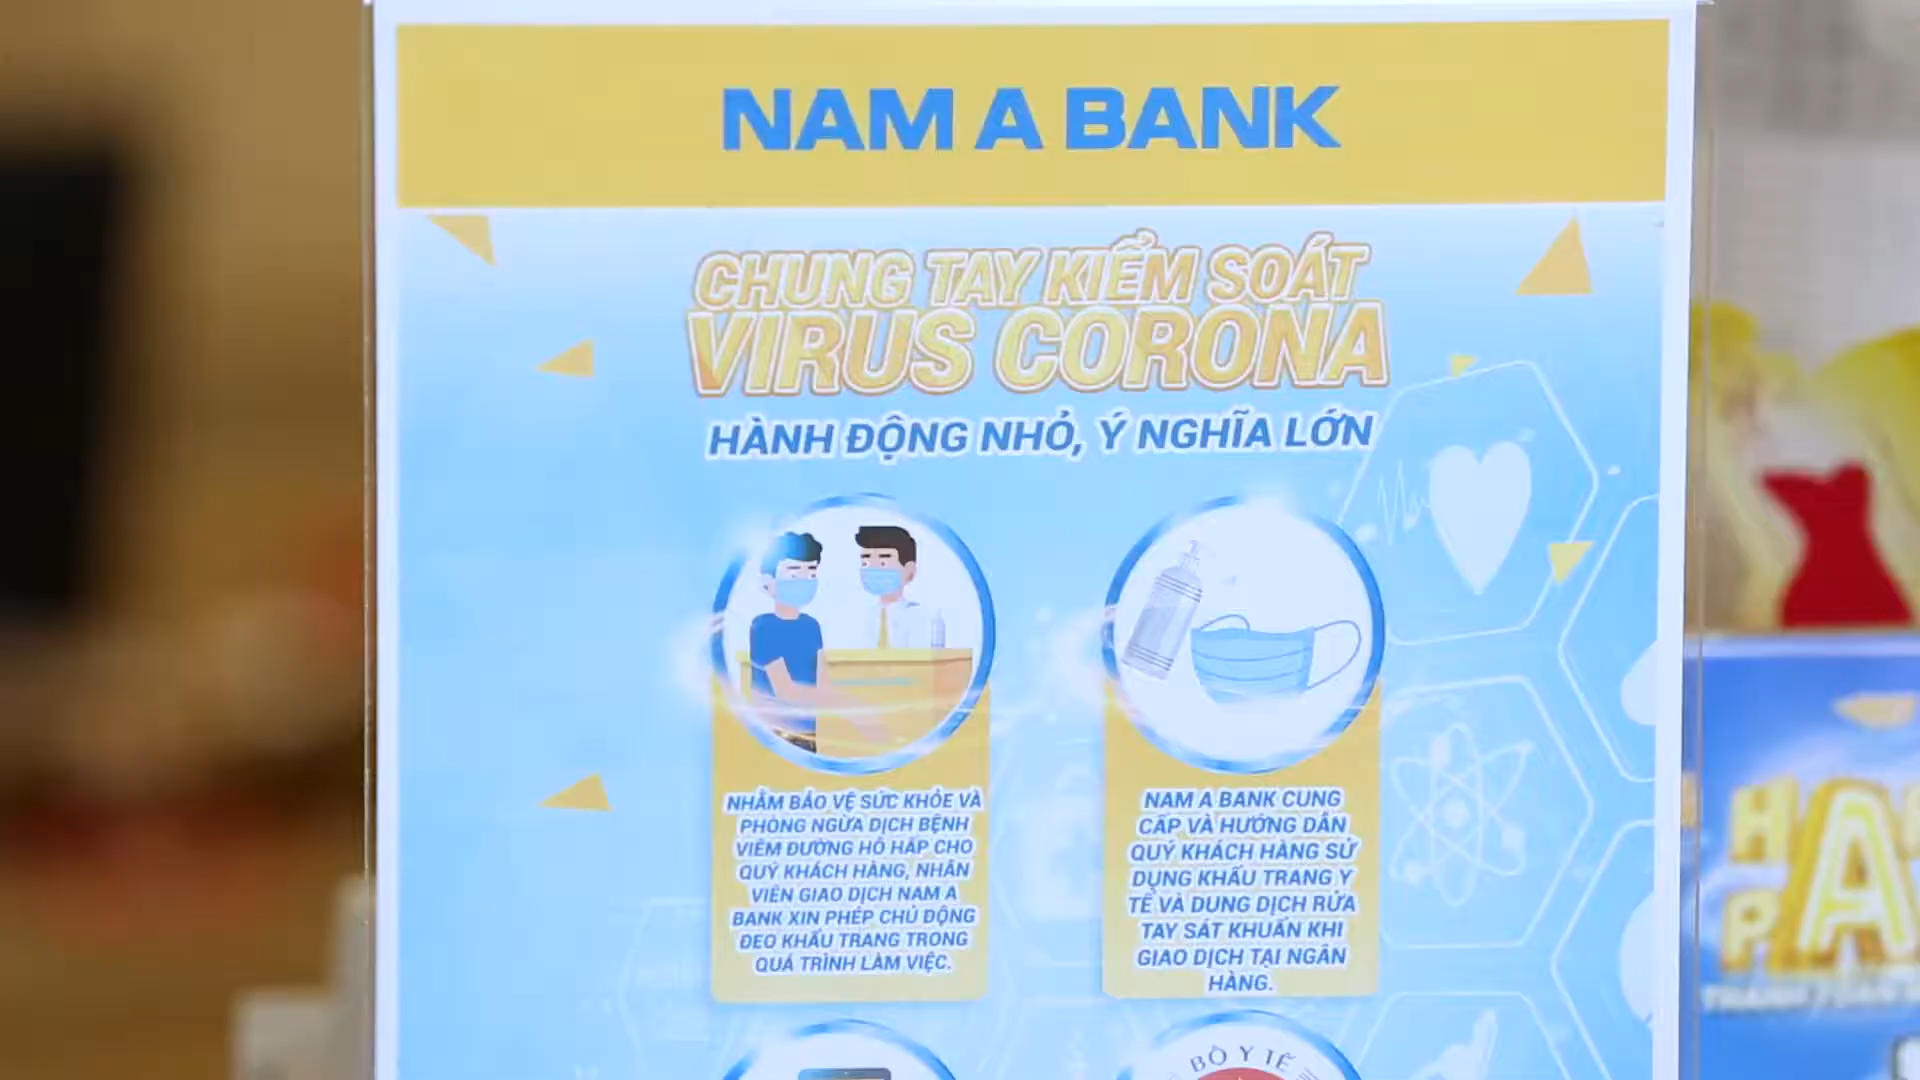 NAM A BANK
CHUNG TAY KIỂM SOÁT
VIRUS CORONA
HÀNH ĐỘNG NHỎ, Ý NGHĨA LỚN
NHẰM BẢO VỆ SỨC KHỎE VÀ
PHÒNG NGỪA DỊCH BỆNH
VIÊM ĐƯỜNG HÔ HẤP CHO
QUÝ KHÁCH HÀNG, NHÂN
VIÊN GIAO DỊCH NAM A
BANK XIN PHÉP CHỦ ĐỘNG
ĐEO KHẨU TRANG TRONG
QUÁ TRÌNH LÀM VIỆC.
NAM A BANK CUNG
CẤP VÀ HƯỚNG DẪN
QUÝ KHÁCH HÀNG SỬ
DỤNG KHẨU TRANG Y
TẾ VÀ DUNG DỊCH RỬA
TAY SÁT KHUẨN KHI
GIAO DỊCH TẠI NGÂN
HÀNG.
BỘ Y TẾ